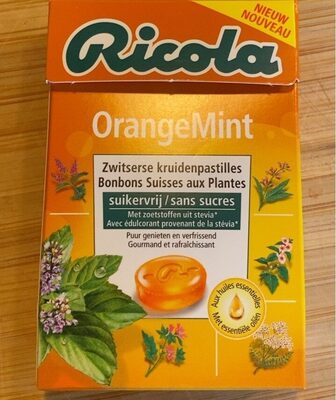 NIEUW
NOUVEAU
Ricola
OrangeMint
Zwitserse kruidenpastilles
Bonbons Suisses aux Plantes
suikervrij/sans sucres
Met zoetstoffen uit stevia*
Avec édulcorant provenant de la stévia*
Puur genieten en verfrissend
Gourmand et rafraîchissant
Aux huiles essentielles
Met essentiële oliën